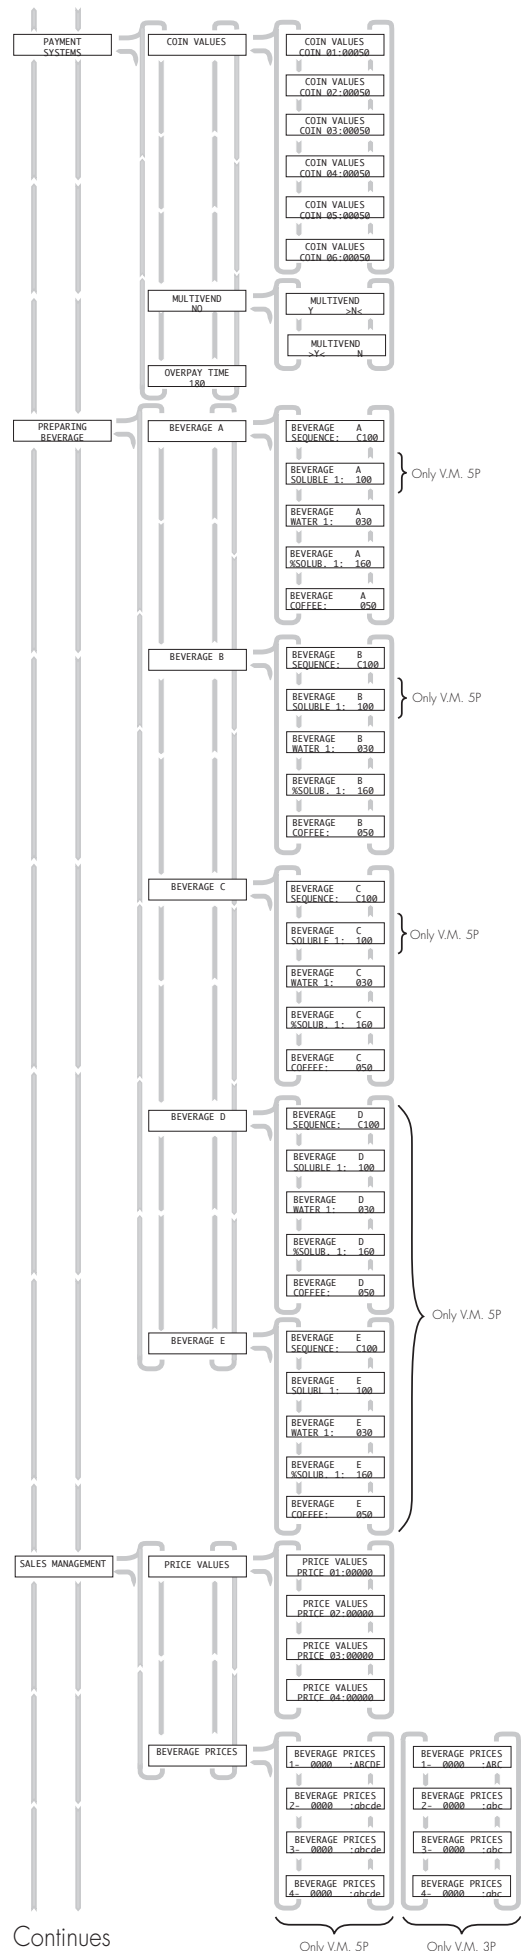 PAYMENT
SYSTEMS
COIN VALUES
COIN VALUES
COIN 01:00050
COIN VALUES
COIN 02:00050
COIN VALUES
COIN 03:00050
COIN VALUES
COIN 04:00050
COIN VALUES
COIN 05:00050
COIN VALUES
COIN 06:00050
MULTIVEND
NO
MULTIVEND
Y >N<
MULTIVEND
>Y< N
OVERPAY TIME
180
PREPARING
BEVERAGE
BEVERAGE A
BEVERAGE A
SEQUENCE: C100
BEVERAGE A
SOLUBLE 1: 100
Only V.M. 5P
BEVERAGE A
WATER 1: 030
BEVERAGE A
%SOLUB. 1: 160
BEVERAGE A
COFFEE: 050
BEVERAGE B
BEVERAGE B
SEQUENCE: C100
BEVERAGE B
SOLUBLE 1: 100
Only V.M. 5P
BEVERAGE B
WATER 1: 030
BEVERAGE B
%SOLUB. 1: 160
BEVERAGE B
COFFEE: 050
BEVERAGE C
BEVERAGE C
SEQUENCE: C100
BEVERAGE C
SOLUBLE 1: 100
Only V.M. 5P
BEVERAGE C
WATER 1: 030
BEVERAGE C
%SOLUB. 1: 160
BEVERAGE C
COFFEE: 050
BEVERAGE D
BEVERAGE D
SEQUENCE: C100
BEVERAGE D
SOLUBLE 1: 100
BEVERAGE D
WATER 1: 030
BEVERAGE D
%SOLUB. 1: 160
BEVERAGE D
COFFEE: 050
Only V.M. 5P
BEVERAGE E
BEVERAGE E
SEQUENCE: C100
BEVERAGE E
SOLUBL 1: 100
BEVERAGE E
WATER 1: 030
BEVERAGE E
%SOLUB. 1: 160
BEVERAGE E
COFFEE: 050
SALES MANAGEMENT
PRICE VALUES
PRICE VALUES
PRICE 01:00000
PRICE VALUES
PRICE 02:00000
PRICE VALUES
PRICE 03:00000
PRICE VALUES
PRICE 04:00000
BEVERAGE PRICES
BEVERAGE PRICES
1- 0000 :ABCDE
BEVERAGE PRICES
1- 0000 :ABC
BEVERAGE PRICES
2- 0000 :abcde
BEVERAGE PRICES
2- 0000 :abc
BEVERAGE PRICES
3- 0000 :abcde
BEVERAGE PRICES
3- 0000 :abc
BEVERAGE PRICES
4- 0000 :abcde
BEVERAGE PRICES
4- 0000 :abc
Continues
Only V.M. 5P
Only V.M. 3P